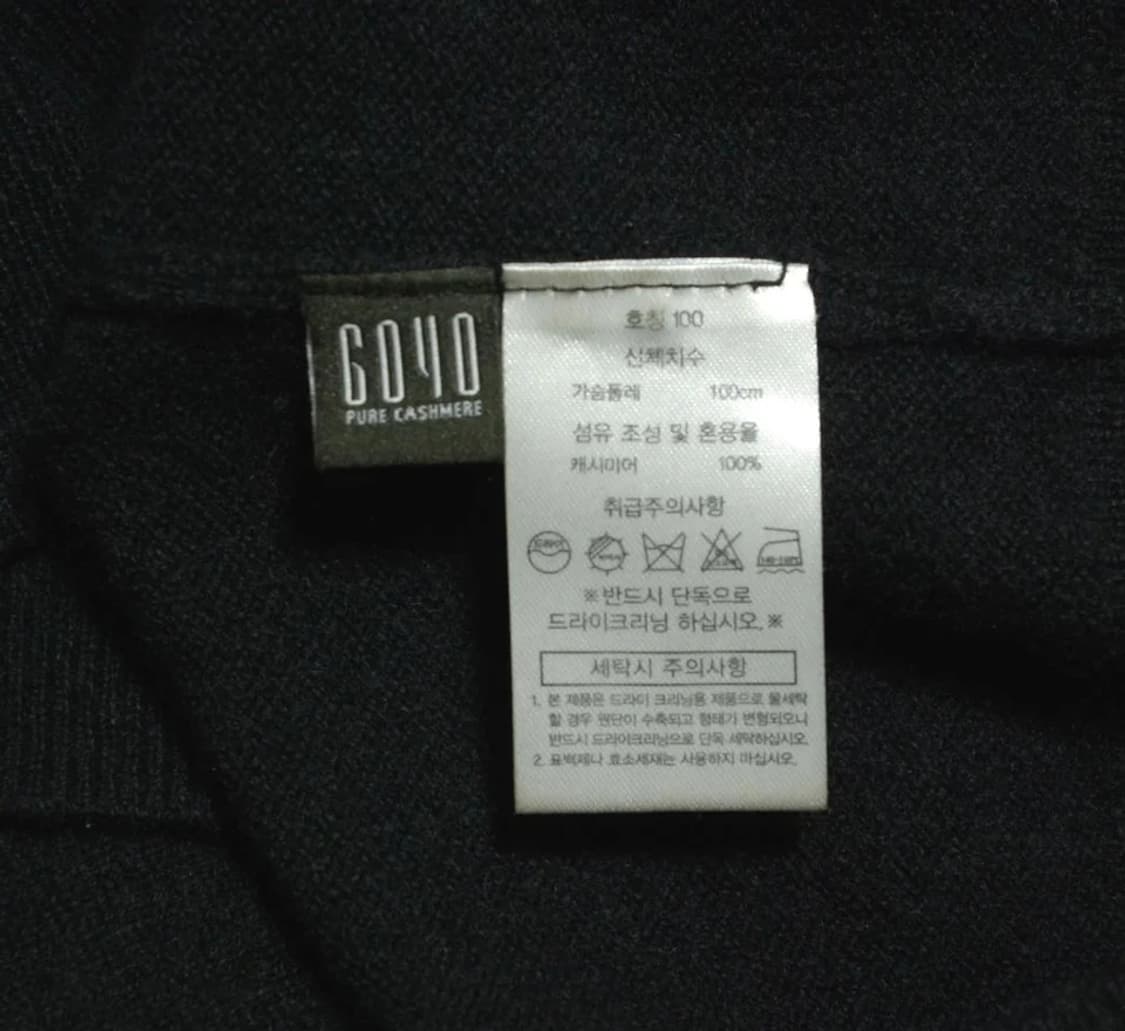 GOYO
PURE CASHMERE
호칭 100
신체치수
가슴둘레 100cm
섬유 조성 및 혼용율
캐시미어 100%
취급주의사항
드라이
※반드시 단독으로
드라이크리닝 하십시오.※
세탁시 주의사항
1. 본 제품은 드라이 크리닝용 제품으로 물세탁
할 경우 원단이 수축되고 형태가 변형되오니
반드시 드라이크리닝으로 단독 세탁하십시오.
2. 표백제나 효소세재는 사용하지 마십시오.